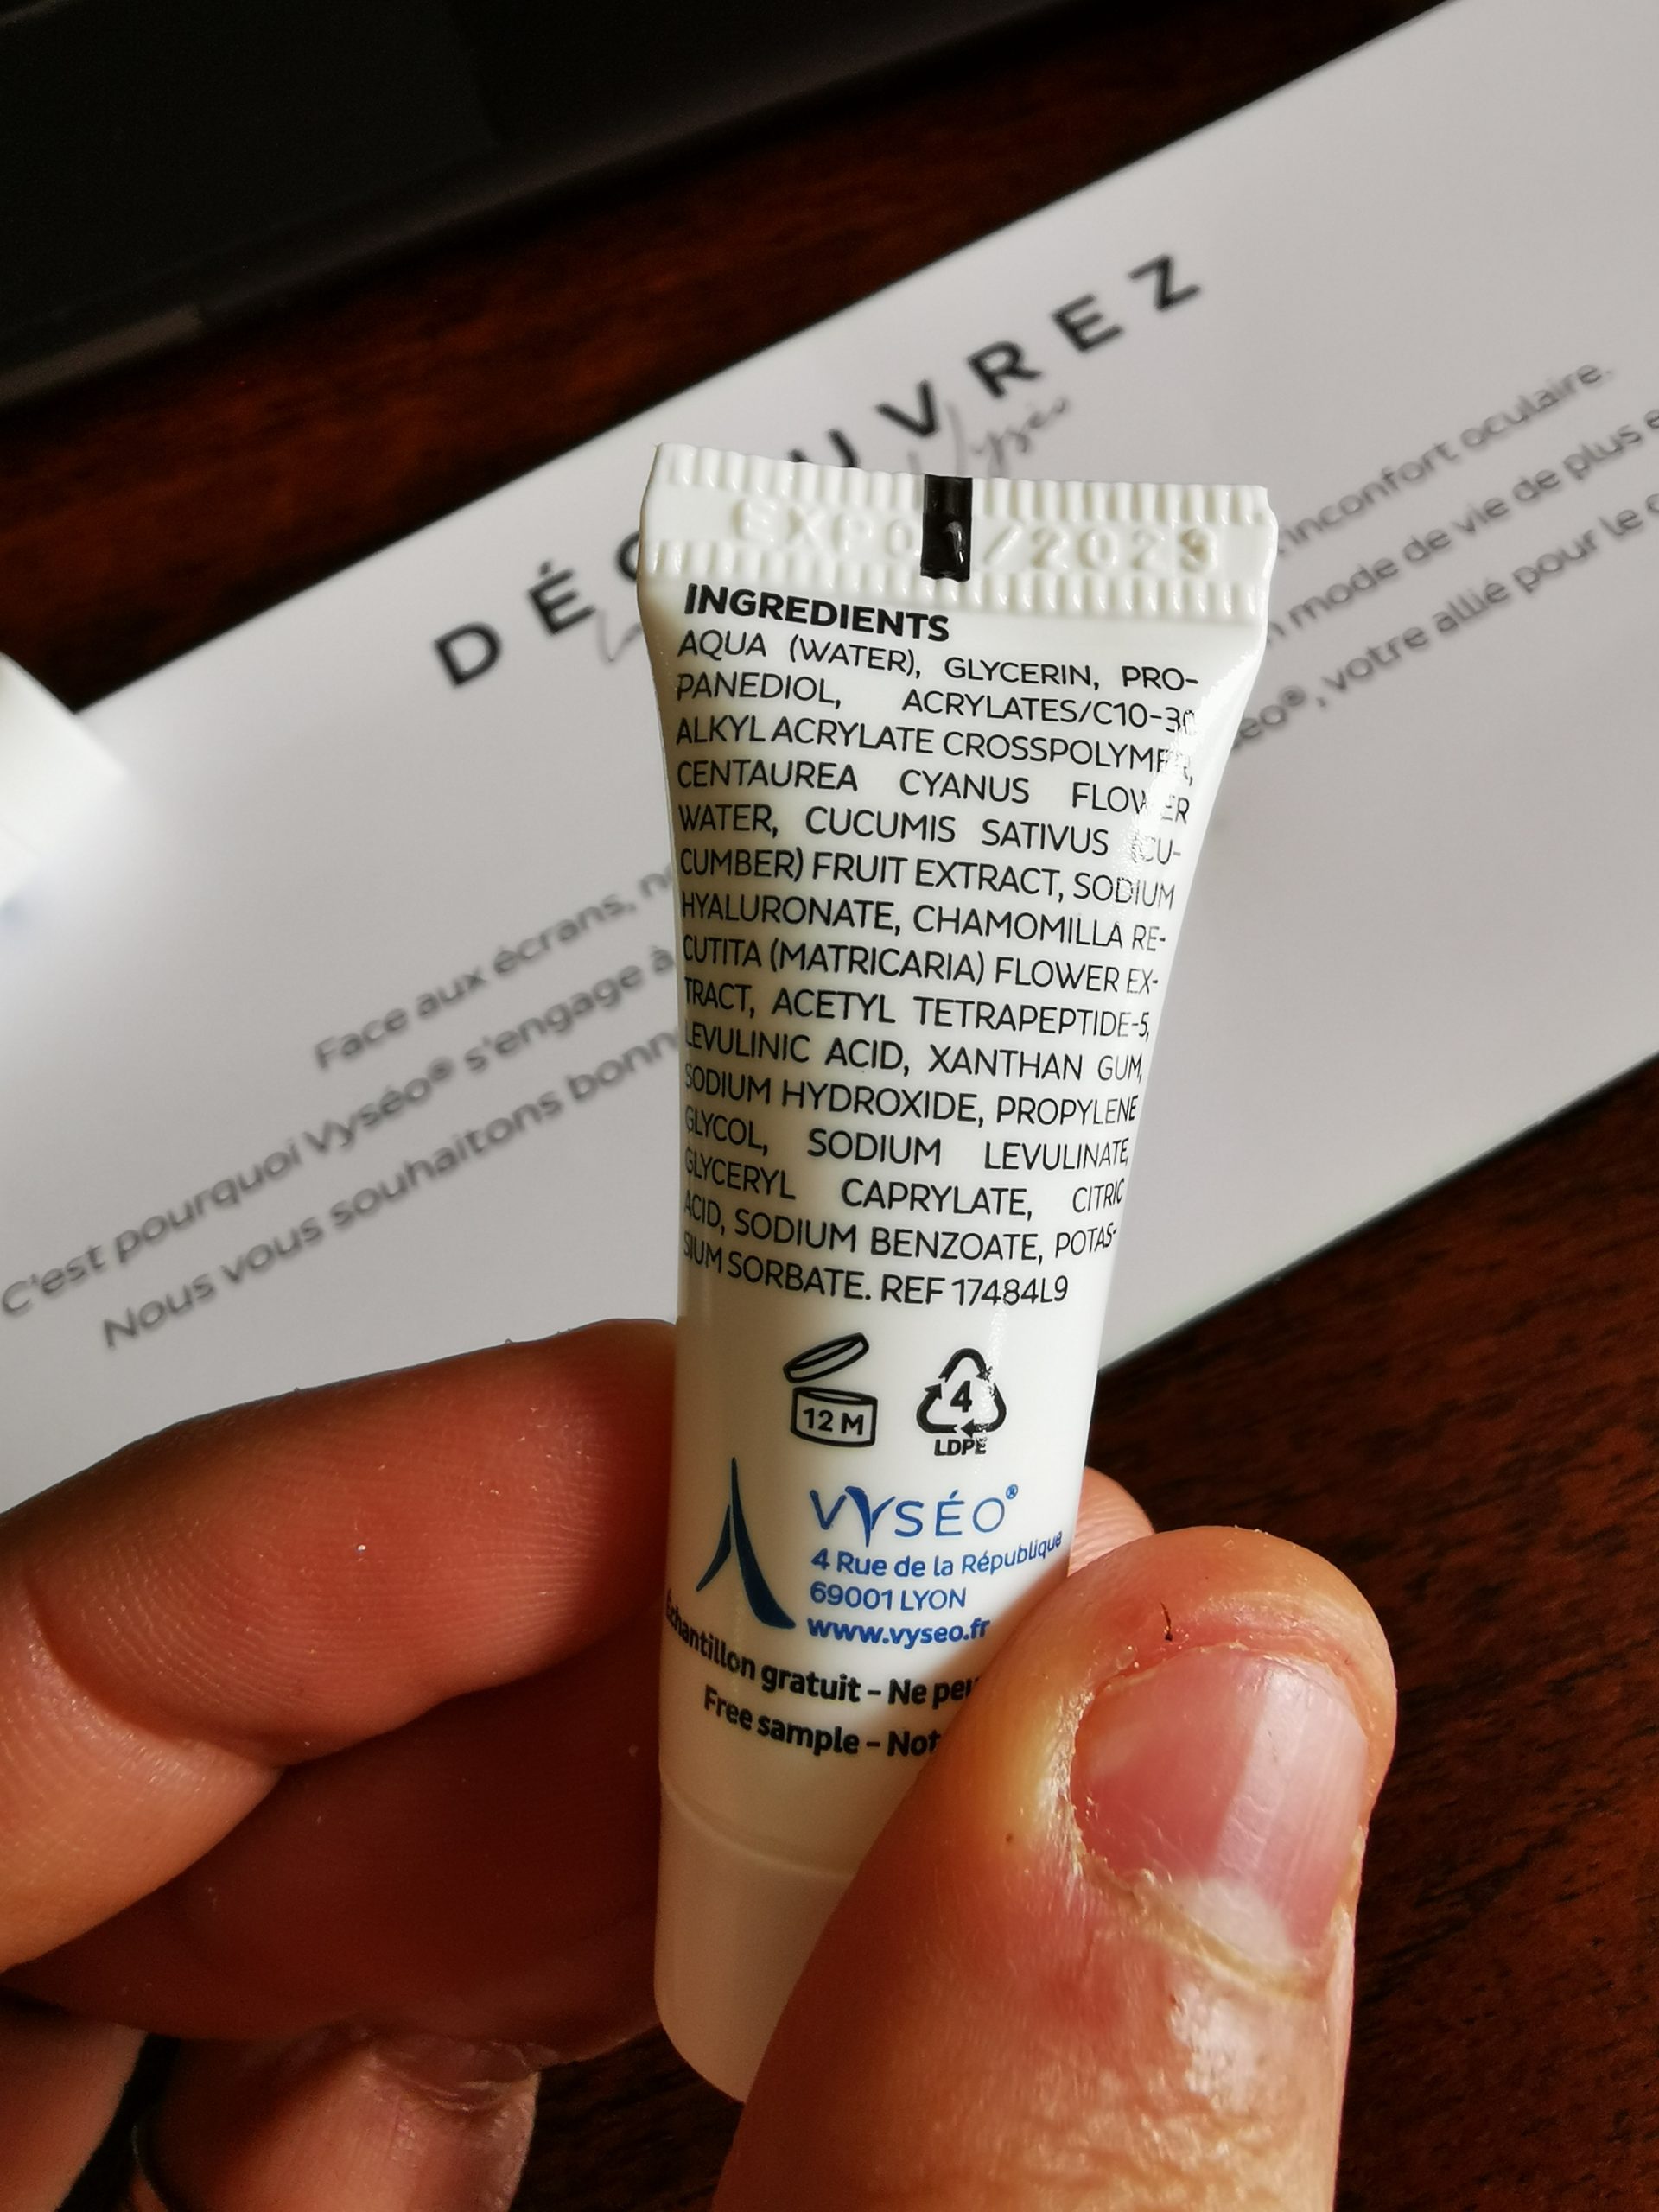 DÉC UVREZ
Vyséo
inconfort oculaire.
Face aux écrans,
mode de vie de plus
C'est pourquoi Vyséo® s'engage à
, votre allié pour le
Nous vous souhaitons
EXP 01/2023
INGREDIENTS
AQUA (WATER), GLYCERIN, PRO-
PANEDIOL, ACRYLATES/C10-30
ALKYL ACRYLATE CROSSPOLYMER,
CENTAUREA CYANUS FLOWER
WATER, CUCUMIS SATIVUS (CU-
CUMBER) FRUIT EXTRACT, SODIUM
HYALURONATE, CHAMOMILLA RE-
CUTITA (MATRICARIA) FLOWER EX-
TRACT, ACETYL TETRAPEPTIDE-5,
LEVULINIC ACID, XANTHAN GUM,
SODIUM HYDROXIDE, PROPYLENE
GLYCOL, SODIUM LEVULINATE,
GLYCERYL CAPRYLATE, CITRIC
ACID, SODIUM BENZOATE, POTAS-
SIUM SORBATE. REF 17484L9
12 M
4
LDPE
VYSÉO®
4 Rue de la République
69001 LYON
www.vyseo.fr
Échantillon gratuit - Ne peu
Free sample - Not